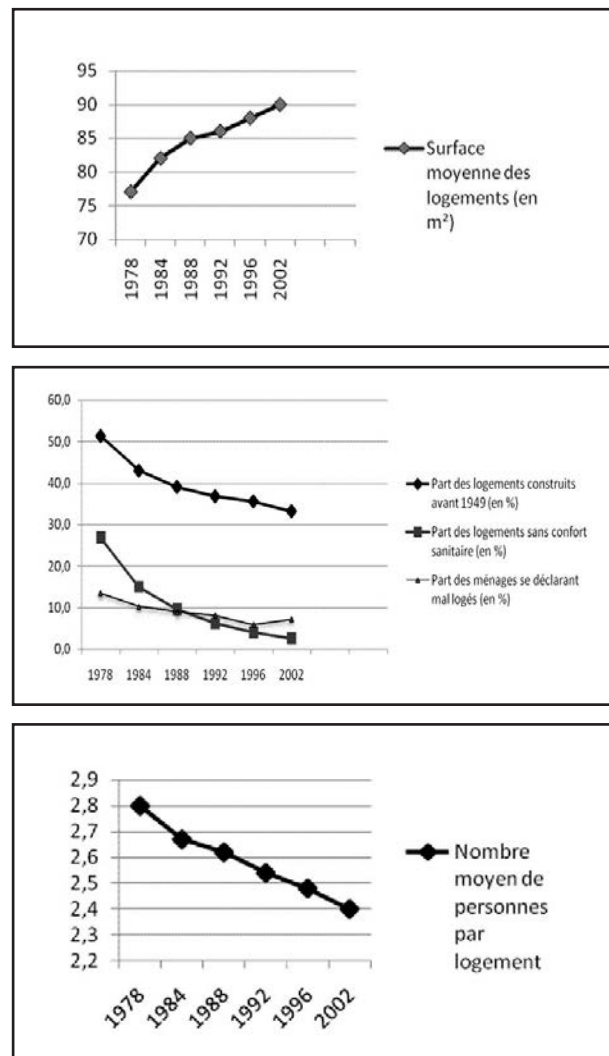 95
90
85
80
75
70
1978
1984
1988
1992
1996
2002
Surface
moyenne des
logements (en
m²)
60,0
50,0
40,0
30,0
20,0
10,0
0,0
1978
1984
1988
1992
1996
2002
Part des logements construits
avant 1949 (en %)
Part des logements sans confort
sanitaire (en %)
Part des ménages se déclarant
mal logés (en %)
2,9
2,8
2,7
2,6
2,5
2,4
2,3
2,2
1978
1984
1988
1992
1996
2002
Nombre
moyen de
personnes
par
logement